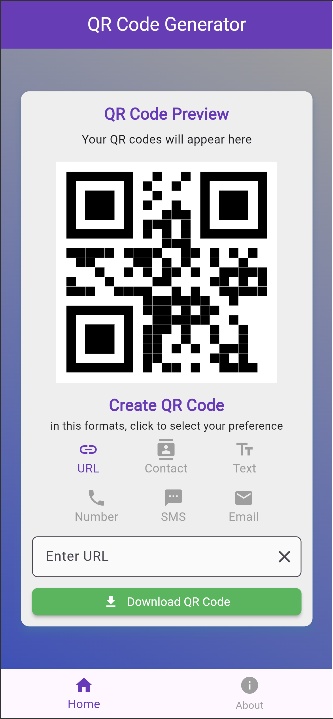 QR Code Generator
QR Code Preview
Your QR codes will appear here
Create QR Code
in this formats, click to select your preference
URL
Contact
Text
Number
SMS
Email
Enter URL
Download QR Code
Home
About